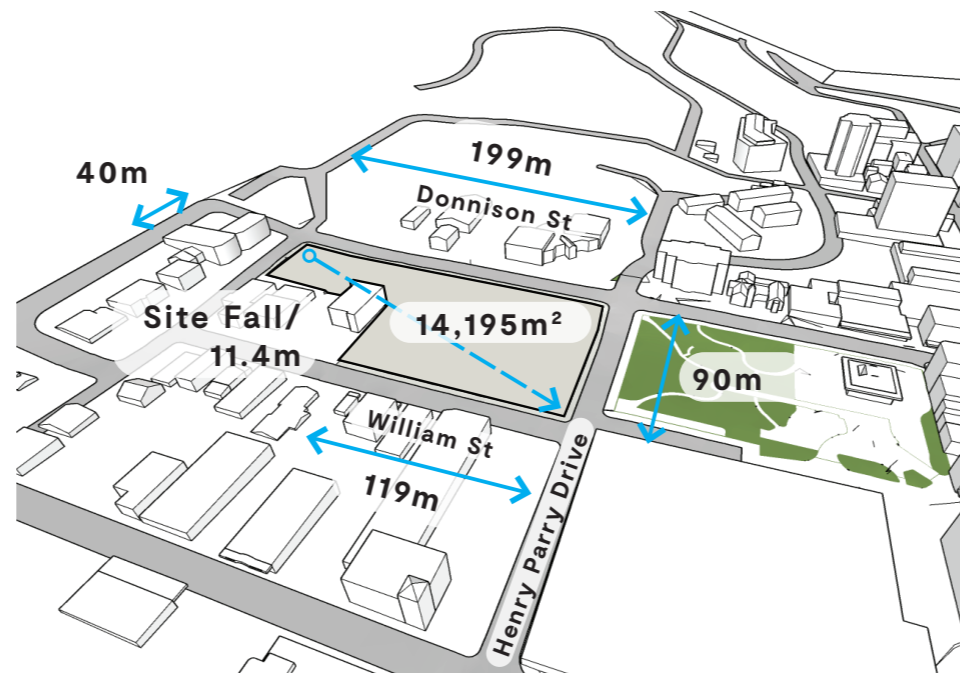 199m
40m
Donnison St
Site Fall/
11.4m
14,195m²
90m
William St
119m
Henry Parry Drive